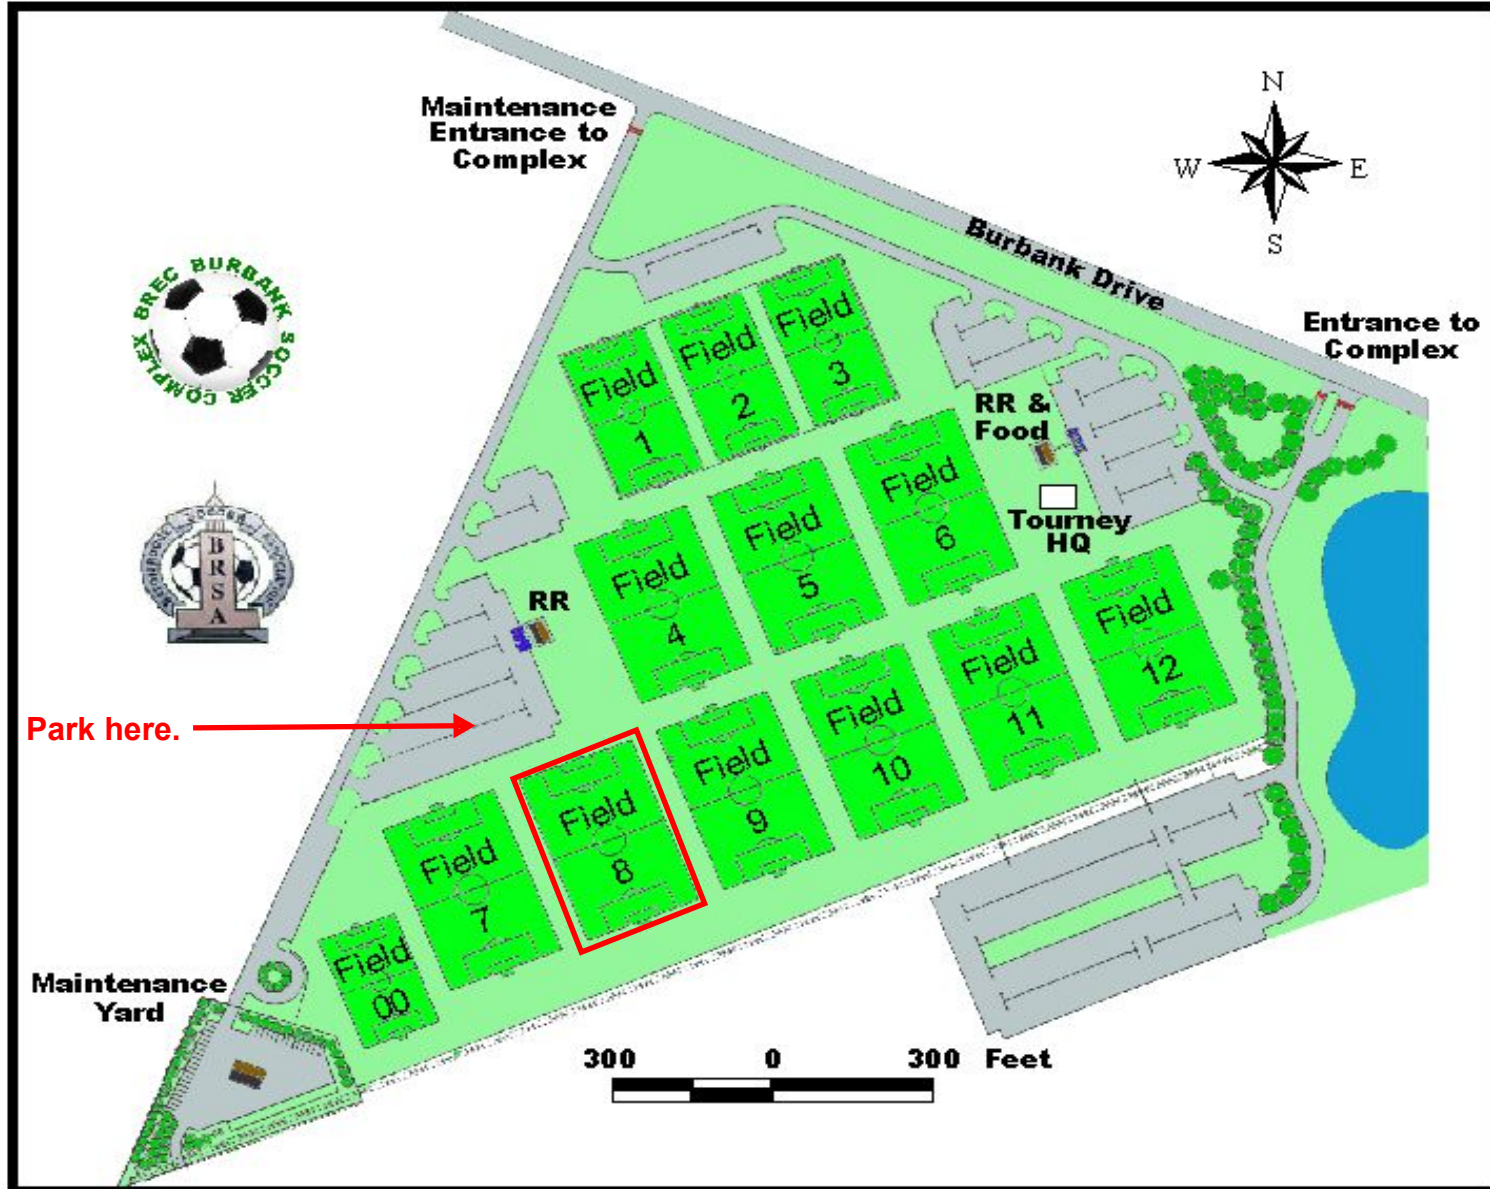 N
W E
S
Maintenance
Entrance to
Complex
Burbank Drive
Entrance to
Complex
BREC BURBANK SOCCER COMPLEX
Field
1
Field
2
Field
3
RR &
Food
Tourney
HQ
BRSA
RR
Field
4
Field
5
Field
6
Park here.
Field
7
Field
8
Field
9
Field
10
Field
11
Field
12
Field
00
Maintenance
Yard
300 0 300 Feet